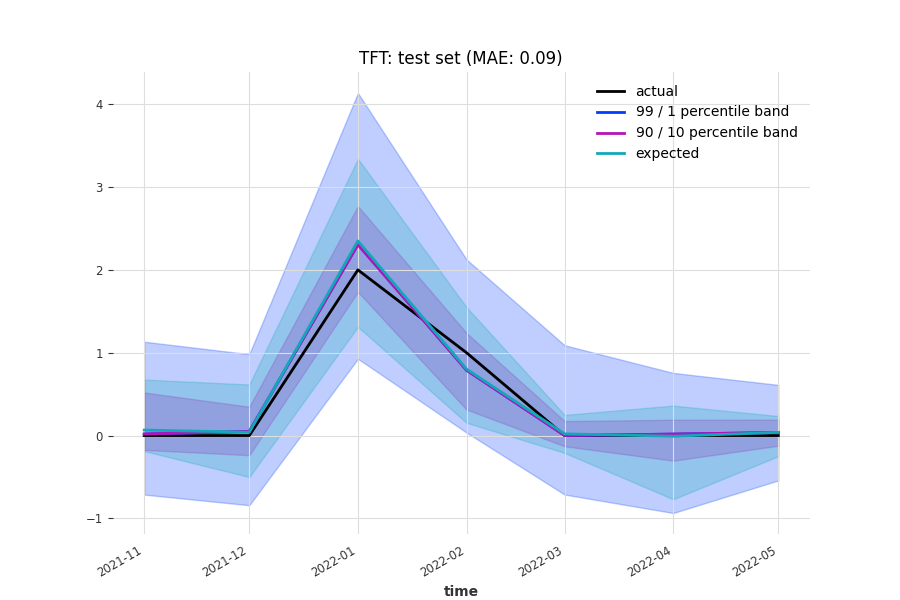 TFT: test set (MAE: 0.09)
actual
99 / 1 percentile band
90 / 10 percentile band
expected
4
3
2
1
0
−1
2021-11
2021-12
2022-01
2022-02
2022-03
2022-04
2022-05
time